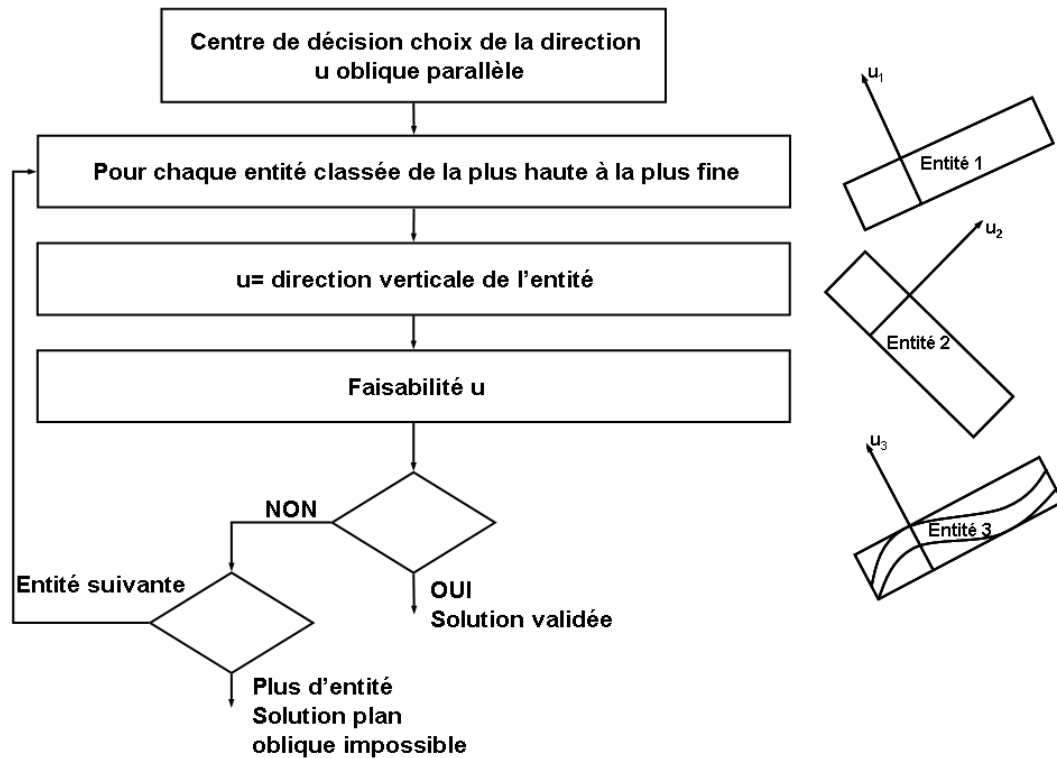 Centre de décision choix de la direction
u oblique parallèle
Pour chaque entité classée de la plus haute à la plus fine
u= direction verticale de l'entité
Faisabilité u
NON
OUI
Solution validée
Entité suivante
Plus d'entité
Solution plan
oblique impossible
u1
Entité 1
u2
Entité 2
u3
Entité 3